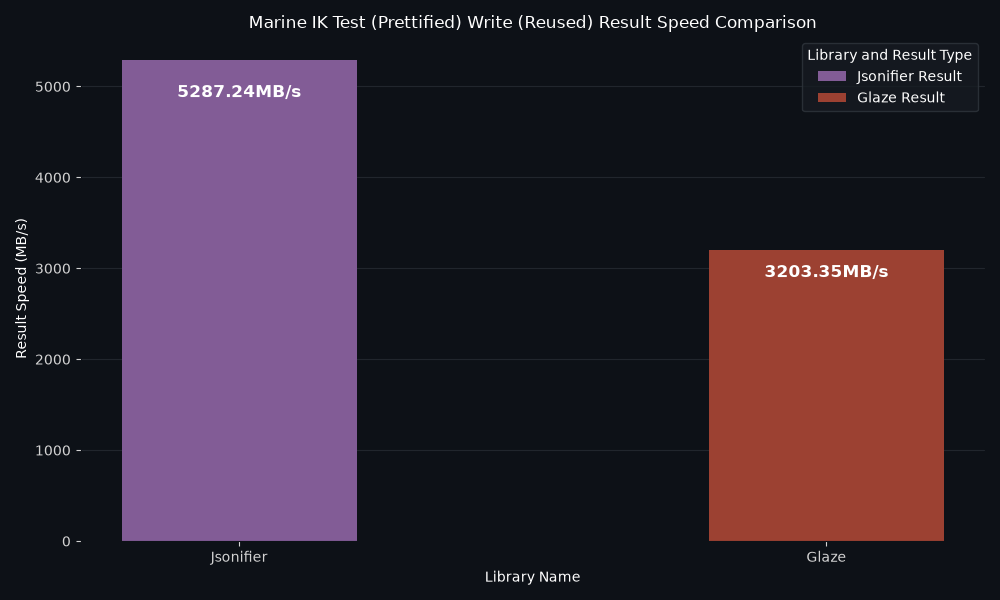 Marine IK Test (Prettified) Write (Reused) Result Speed Comparison
Library and Result Type
Jsonifier Result
Glaze Result
5287.24MB/s
3203.35MB/s
Result Speed (MB/s)
5000
4000
3000
2000
1000
0
Jsonifier
Glaze
Library Name